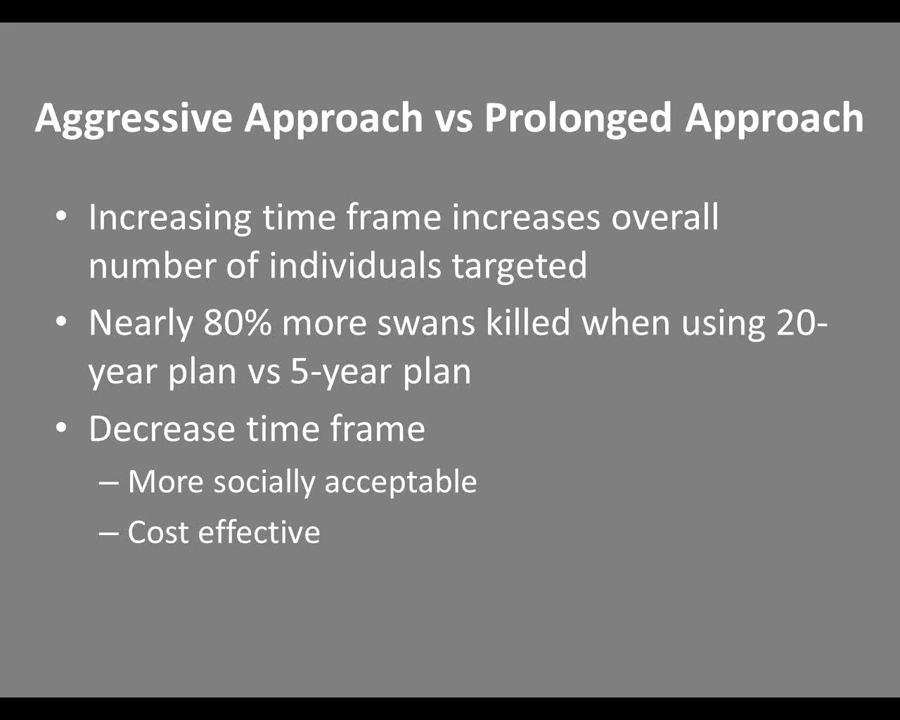 Aggressive Approach vs Prolonged Approach
• Increasing time frame increases overall
number of individuals targeted
• Nearly 80% more swans killed when using 20-
year plan vs 5-year plan
• Decrease time frame
– More socially acceptable
– Cost effective